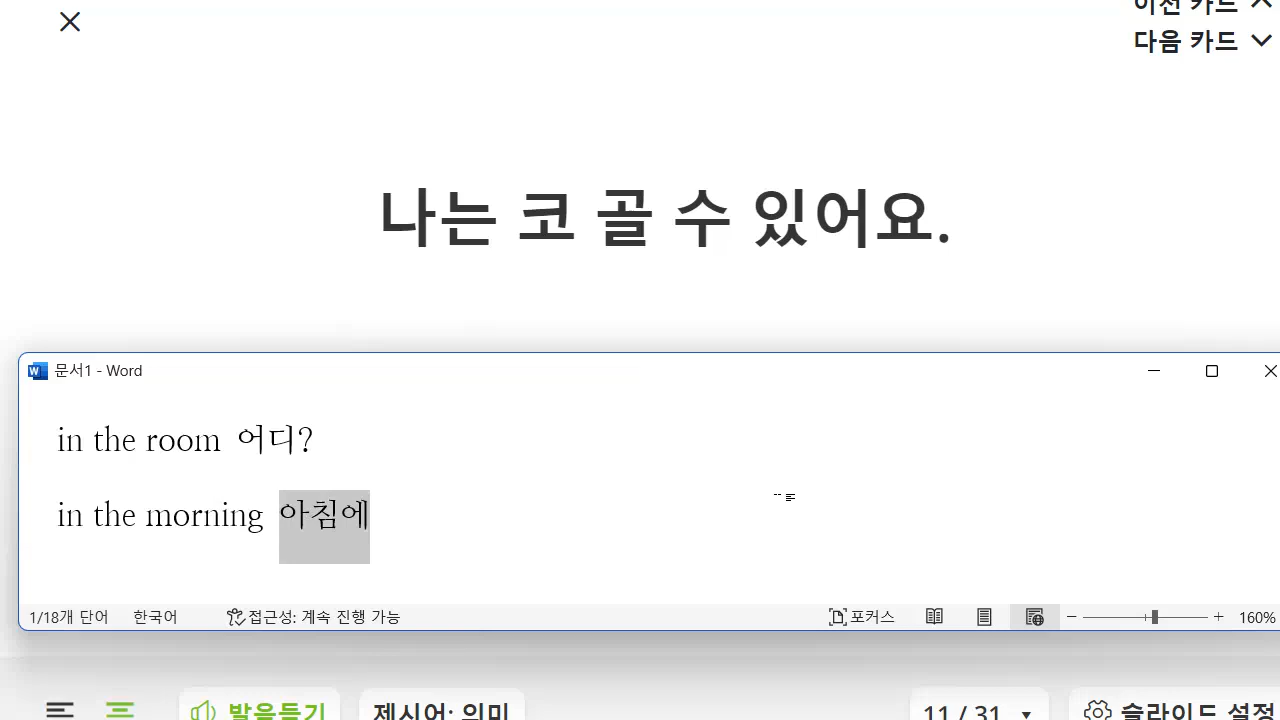 이전 카드
다음 카드
나는 코 골 수 있어요.
문서1 - Word
in the room 어디?
in the morning 아침에
1/18개 단어 한국어 접근성: 계속 진행 가능 포커스 160%
발음듣기 제시어: 의미 11 / 31 슬라이드 설정